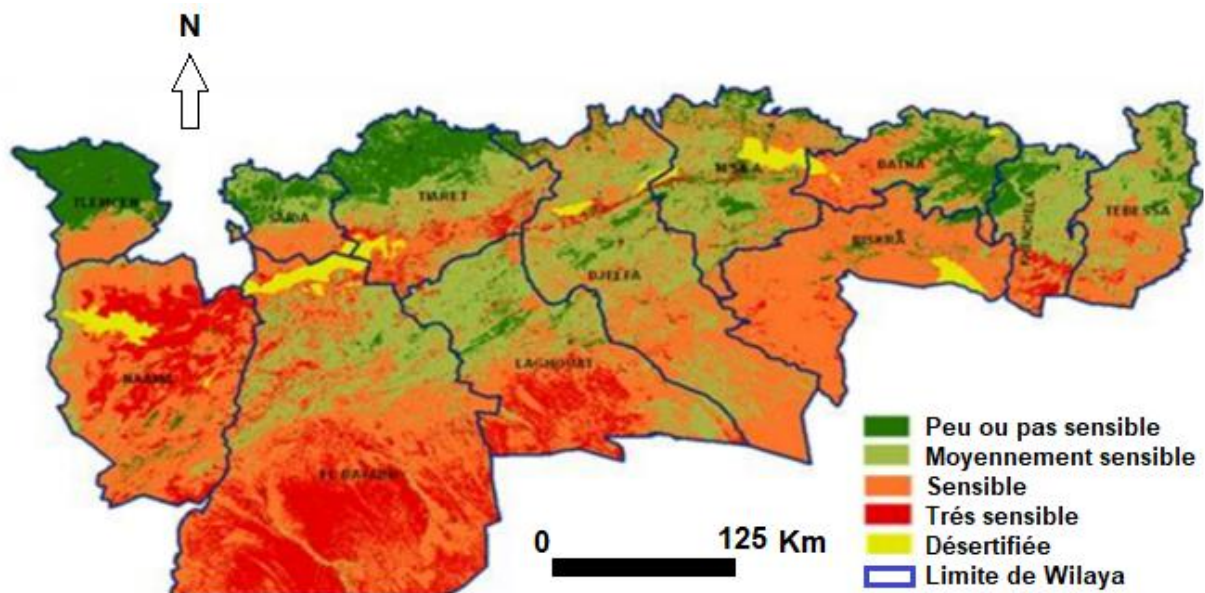 N
TLEMCEN
SAIDA
TIARET
M'SILA
BATNA
KHENCHELA
TEBESSA
BISKRA
DJELFA
LAGHOUAT
NAAMA
EL BAYADH
Peu ou pas sensible
Moyennement sensible
Sensible
Trés sensible
Désertifiée
Limite de Wilaya
0 125 Km